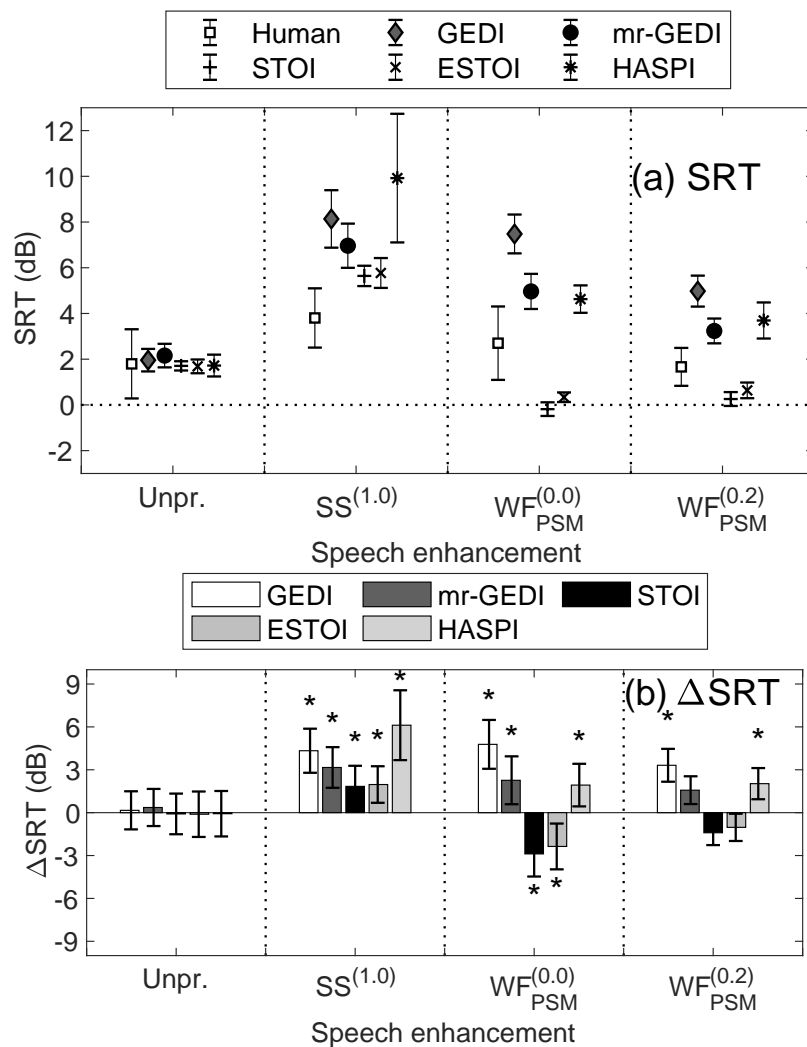 Human GEDI mr-GEDI
STOI ESTOI HASPI
12
10
8
6
4
2
0
-2
SRT (dB)
(a) SRT
Unpr. SS(1.0) WF(0.0)PSM WF(0.2)PSM
Speech enhancement
GEDI mr-GEDI STOI
ESTOI HASPI
9
6
3
0
-3
-6
-9
ΔSRT (dB)
(b) ΔSRT
* * * * * * * * * * * * *
Unpr. SS(1.0) WF(0.0)PSM WF(0.2)PSM
Speech enhancement